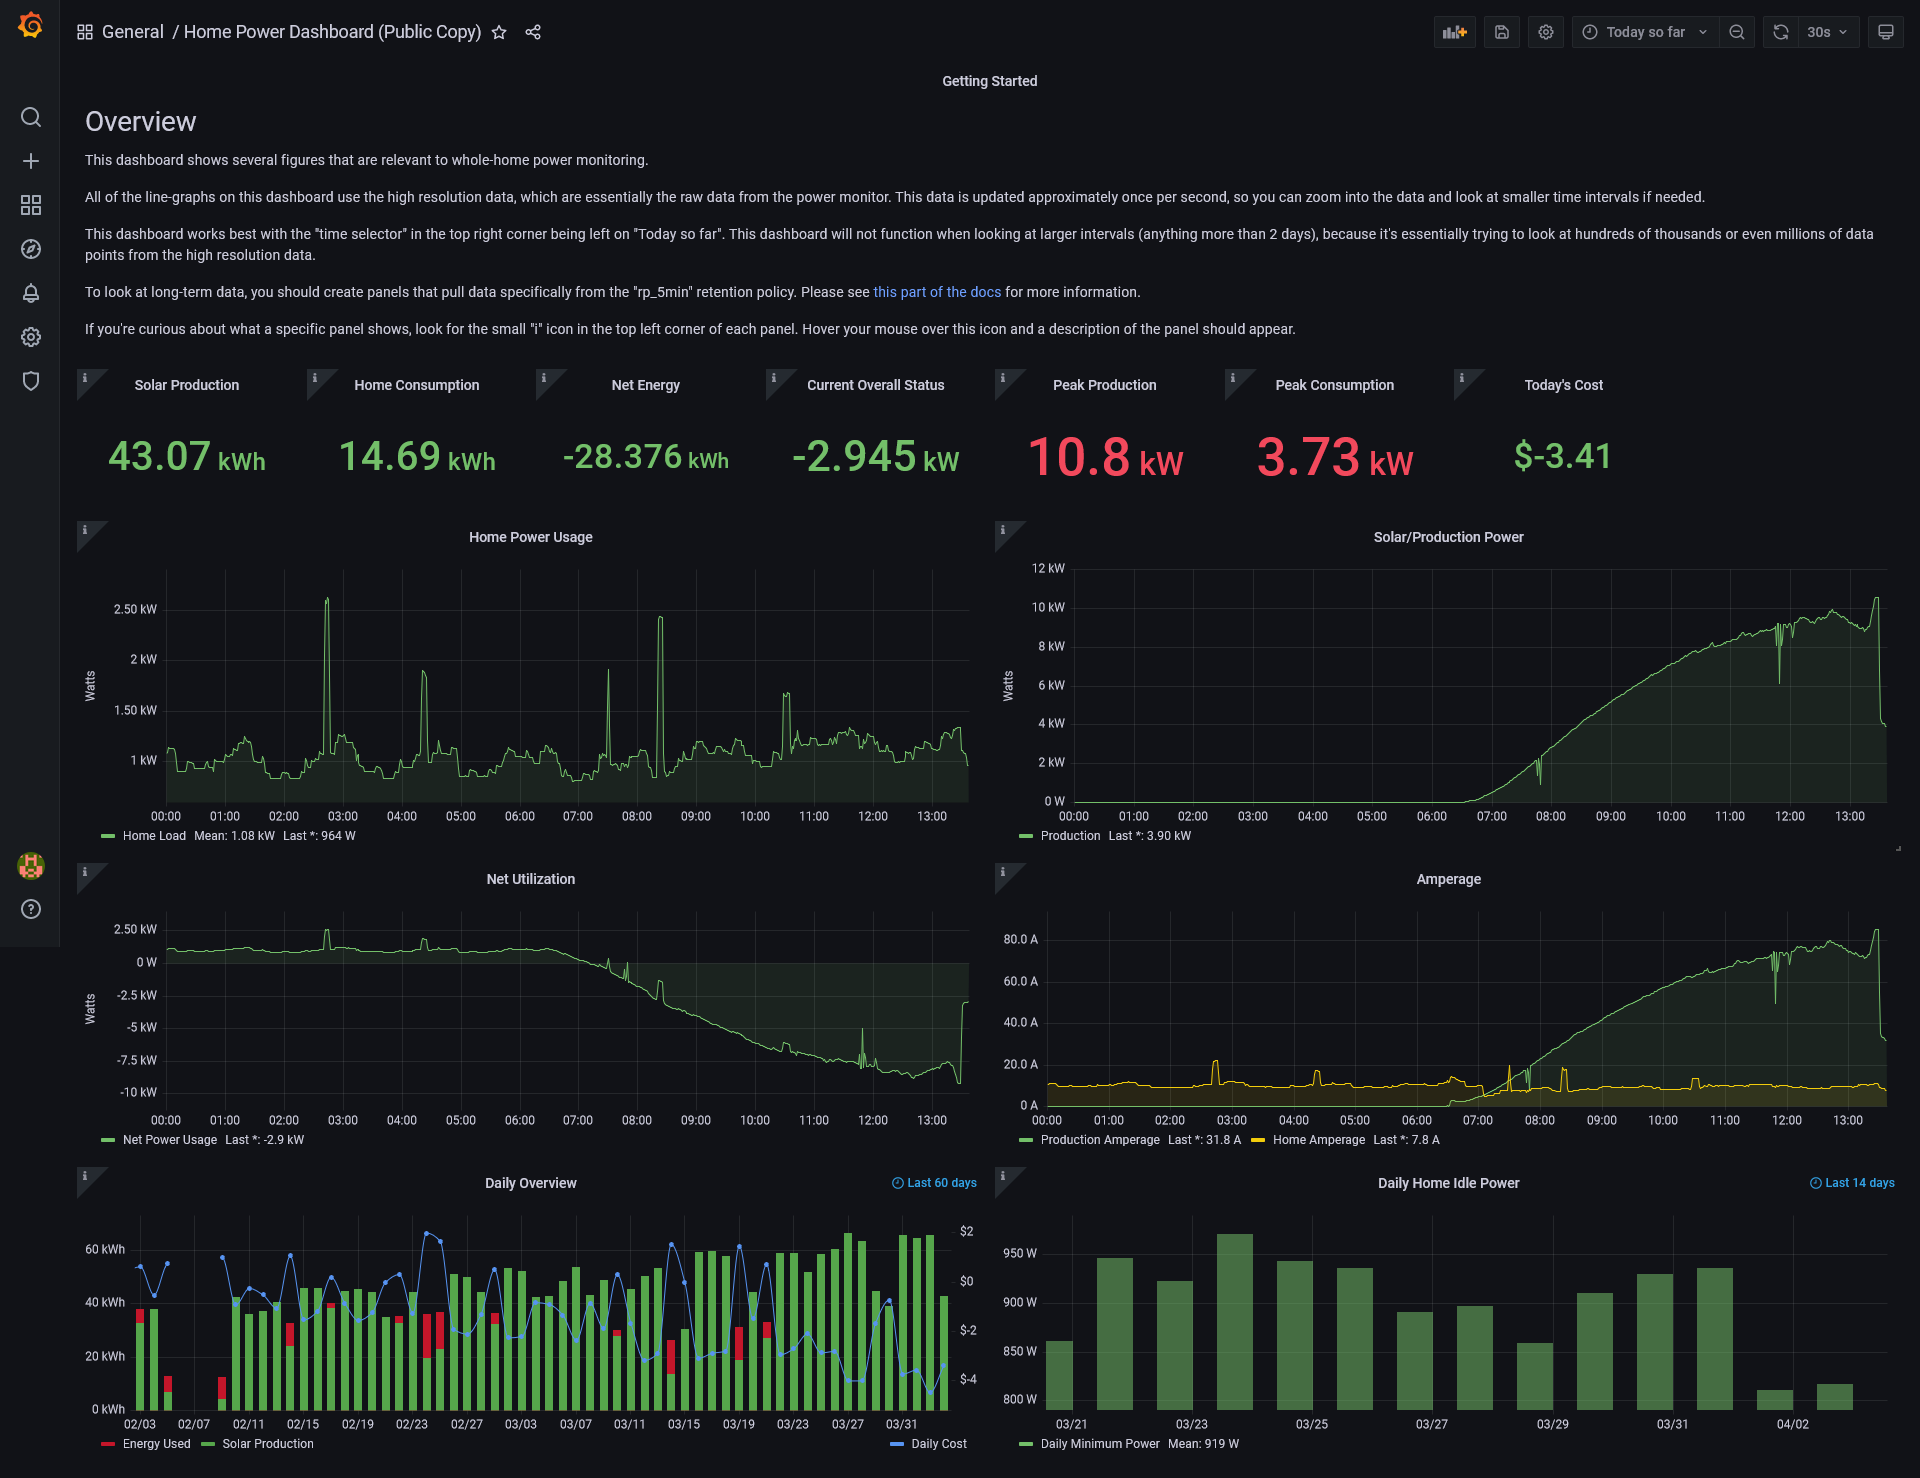 General / Home Power Dashboard (Public Copy)
Today so far
30s
Getting Started
Overview
This dashboard shows several figures that are relevant to whole-home power monitoring.
All of the line-graphs on this dashboard use the high resolution data, which are essentially the raw data from the power monitor. This data is updated approximately once per second, so you can zoom into the data and look at smaller time intervals if needed.
This dashboard works best with the "time selector" in the top right corner being left on "Today so far". This dashboard will not function when looking at larger intervals (anything more than 2 days), because it's essentially trying to look at hundreds of thousands or even millions of data
points from the high resolution data.
To look at long-term data, you should create panels that pull data specifically from the "rp_5min" retention policy. Please see this part of the docs for more information.
If you're curious about what a specific panel shows, look for the small "i" icon in the top left corner of each panel. Hover your mouse over this icon and a description of the panel should appear.
i Solar Production i Home Consumption i Net Energy i Current Overall Status i Peak Production i Peak Consumption i Today's Cost
43.07 kWh 14.69 kWh -28.376 kWh -2.945 kW 10.8 kW 3.73 kW $-3.41
i
Home Power Usage
Watts
2.50 kW
2 kW
1.50 kW
1 kW
00:00 01:00 02:00 03:00 04:00 05:00 06:00 07:00 08:00 09:00 10:00 11:00 12:00 13:00
Home Load Mean: 1.08 kW Last *: 964 W
i
Solar/Production Power
Watts
12 kW
10 kW
8 kW
6 kW
4 kW
2 kW
0 W
00:00 01:00 02:00 03:00 04:00 05:00 06:00 07:00 08:00 09:00 10:00 11:00 12:00 13:00
Production Last *: 3.90 kW
i
Net Utilization
Watts
2.50 kW
0 W
-2.5 kW
-5 kW
-7.5 kW
-10 kW
00:00 01:00 02:00 03:00 04:00 05:00 06:00 07:00 08:00 09:00 10:00 11:00 12:00 13:00
Net Power Usage Last *: -2.9 kW
i
Amperage
80.0 A
60.0 A
40.0 A
20.0 A
0 A
00:00 01:00 02:00 03:00 04:00 05:00 06:00 07:00 08:00 09:00 10:00 11:00 12:00 13:00
Production Amperage Last *: 31.8 A Home Amperage Last *: 7.8 A
i
Daily Overview
Last 60 days
60 kWh
40 kWh
20 kWh
0 kWh
$2
$0
$-2
$-4
02/03 02/07 02/11 02/15 02/19 02/23 02/27 03/03 03/07 03/11 03/15 03/19 03/23 03/27 03/31
Energy Used Solar Production Daily Cost
i
Daily Home Idle Power
Last 14 days
950 W
900 W
850 W
800 W
03/21 03/23 03/25 03/27 03/29 03/31 04/02
Daily Minimum Power Mean: 919 W